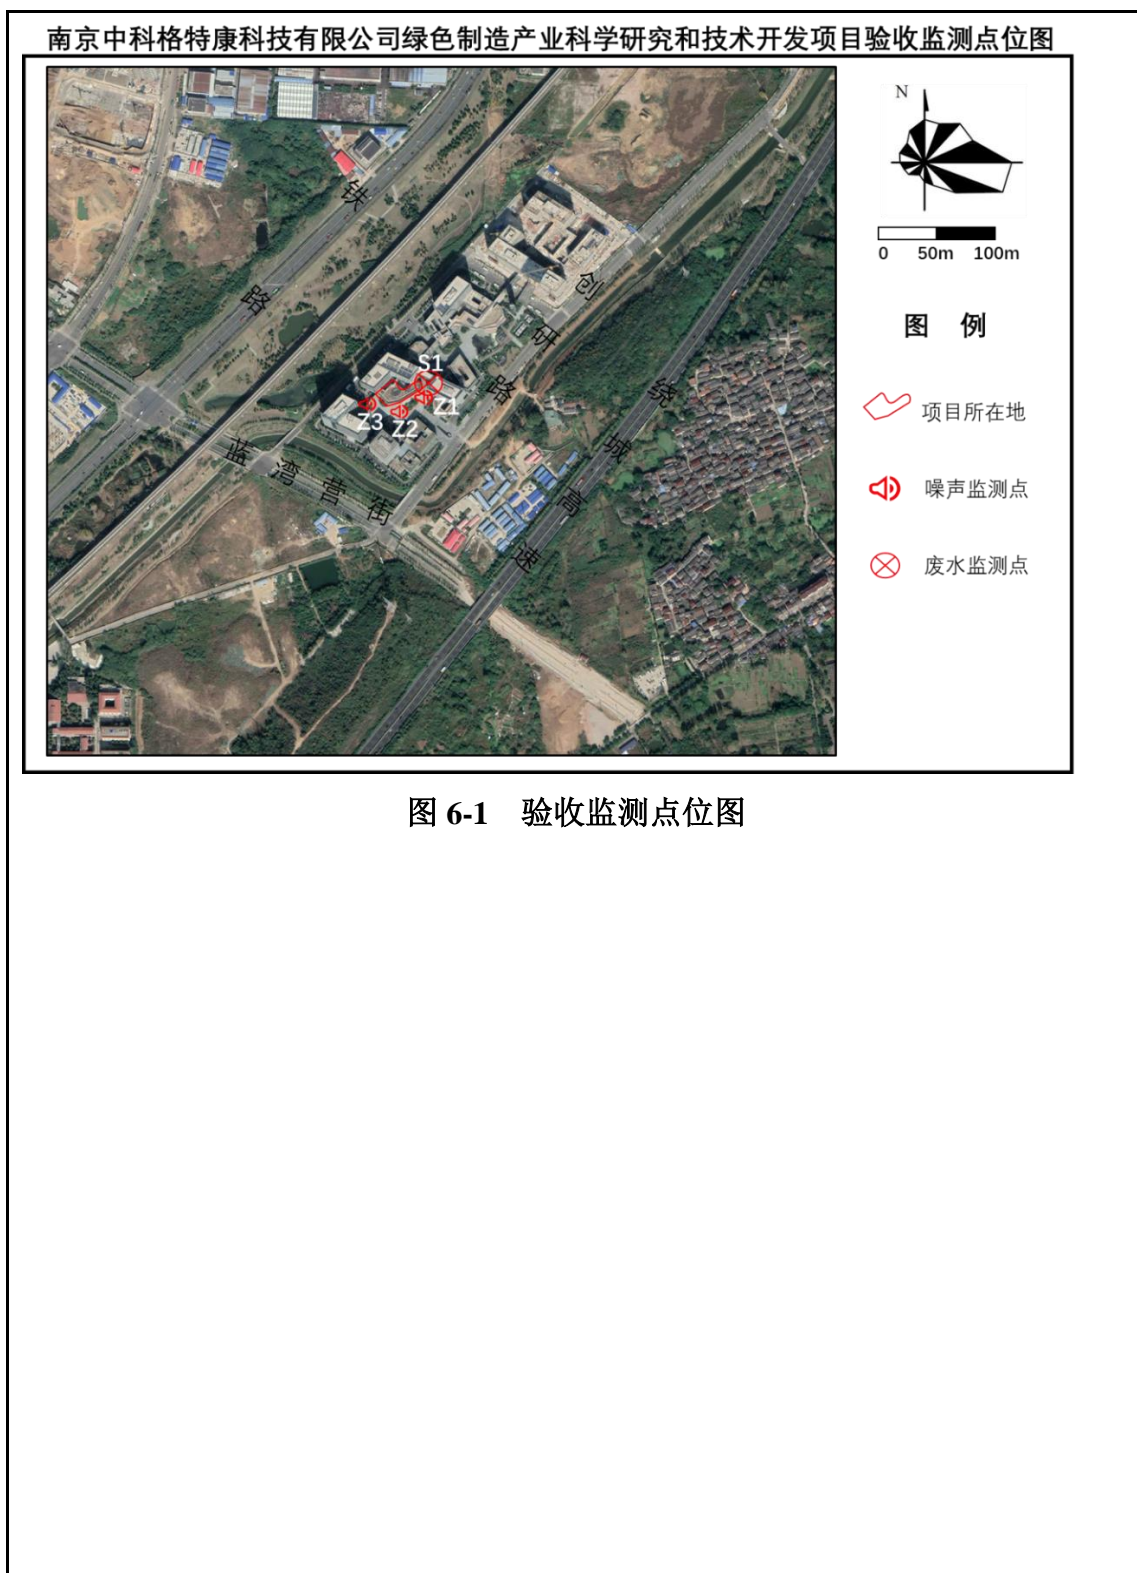 南京中科格特康科技有限公司绿色制造产业科学研究和技术开发项目验收监测点位图
N
0 50m 100m
图 例
项目所在地
噪声监测点
废水监测点
铁路
创研路
绕城高速
蓝湾营街
S1
Z1
Z2
Z3
图 6-1 验收监测点位图